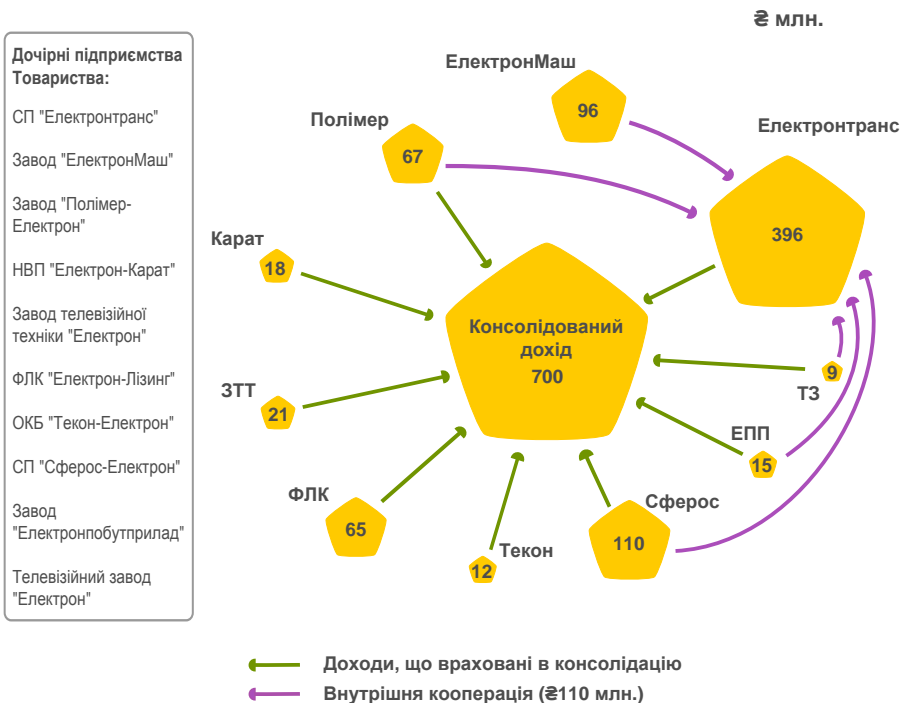 ₴ млн.
Дочірні підприємства
Товариства:
СП "Електронтранс"
Завод "ЕлектронМаш"
Завод "Полімер-
Електрон"
НВП "Електрон-Карат"
Завод телевізійної
техніки "Електрон"
ФЛК "Електрон-Лізинг"
ОКБ "Текон-Електрон"
СП "Сферос-Електрон"
Завод
"Електронпобутприлад"
Телевізійний завод
"Електрон"
ЕлектронМаш
96
Полімер
67
Електронтранс
396
Карат
18
Консолідований
дохід
700
ЗТТ
21
9
ТЗ
ЕПП
15
ФЛК
65
Текон
12
Сферос
110
Доходи, що враховані в консолідацію
Внутрішня кооперація (₴110 млн.)